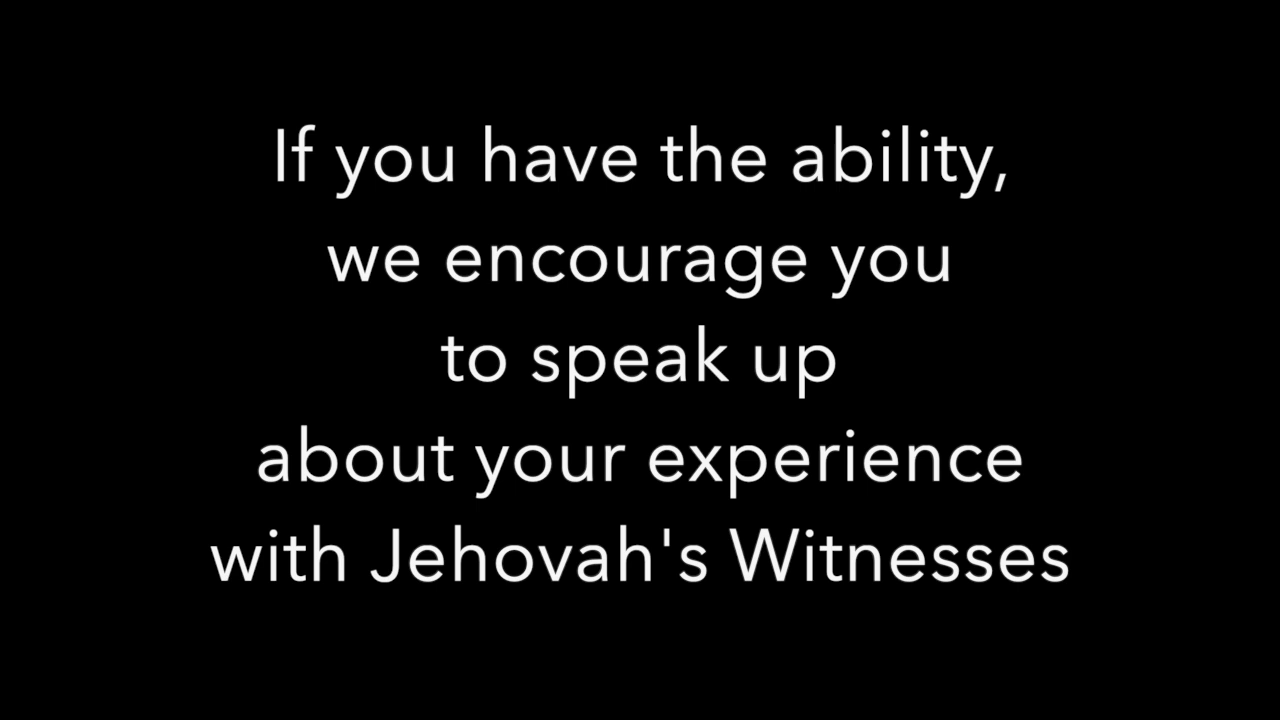 If you have the ability,
we encourage you
to speak up
about your experience
with Jehovah's Witnesses